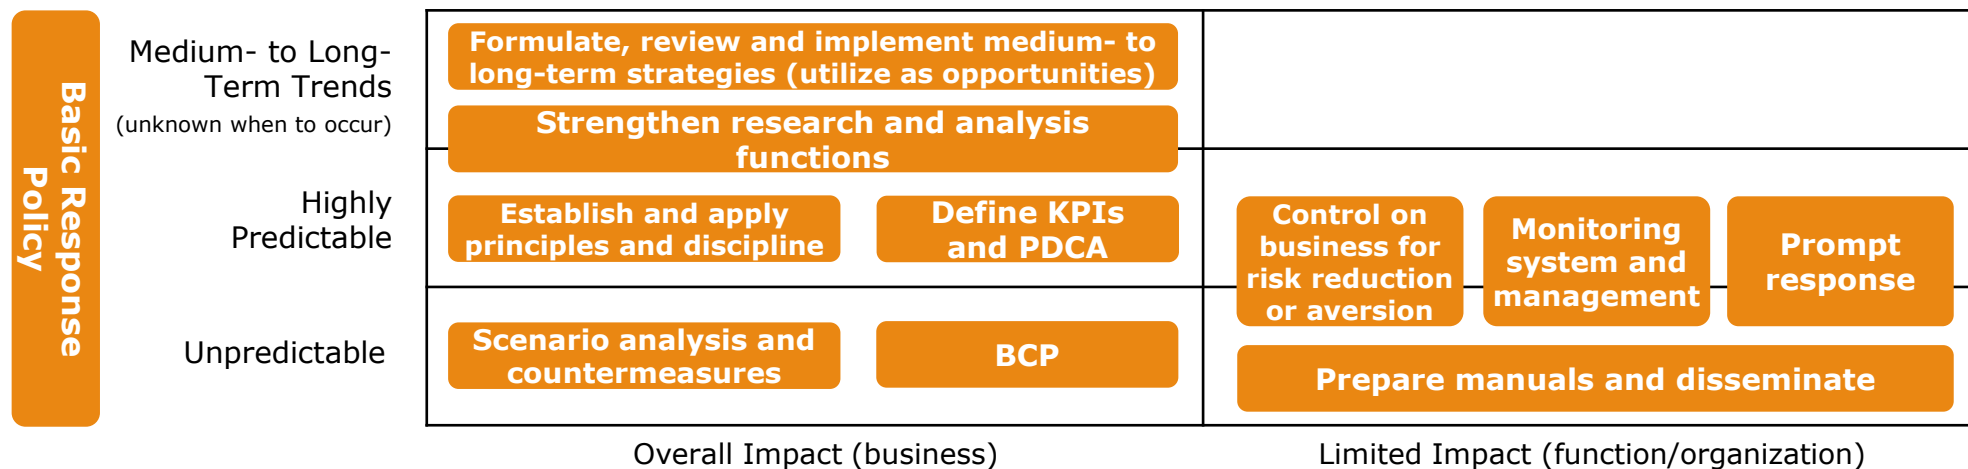 Basic Response
Policy
Medium- to Long-
Term Trends
(unknown when to occur)
Formulate, review and implement medium- to
long-term strategies (utilize as opportunities)
Strengthen research and analysis
functions
Highly
Predictable
Establish and apply
principles and discipline
Define KPIs
and PDCA
Control on
business for
risk reduction
or aversion
Monitoring
system and
management
Prompt
response
Unpredictable
Scenario analysis and
countermeasures
BCP
Prepare manuals and disseminate
Overall Impact (business)
Limited Impact (function/organization)